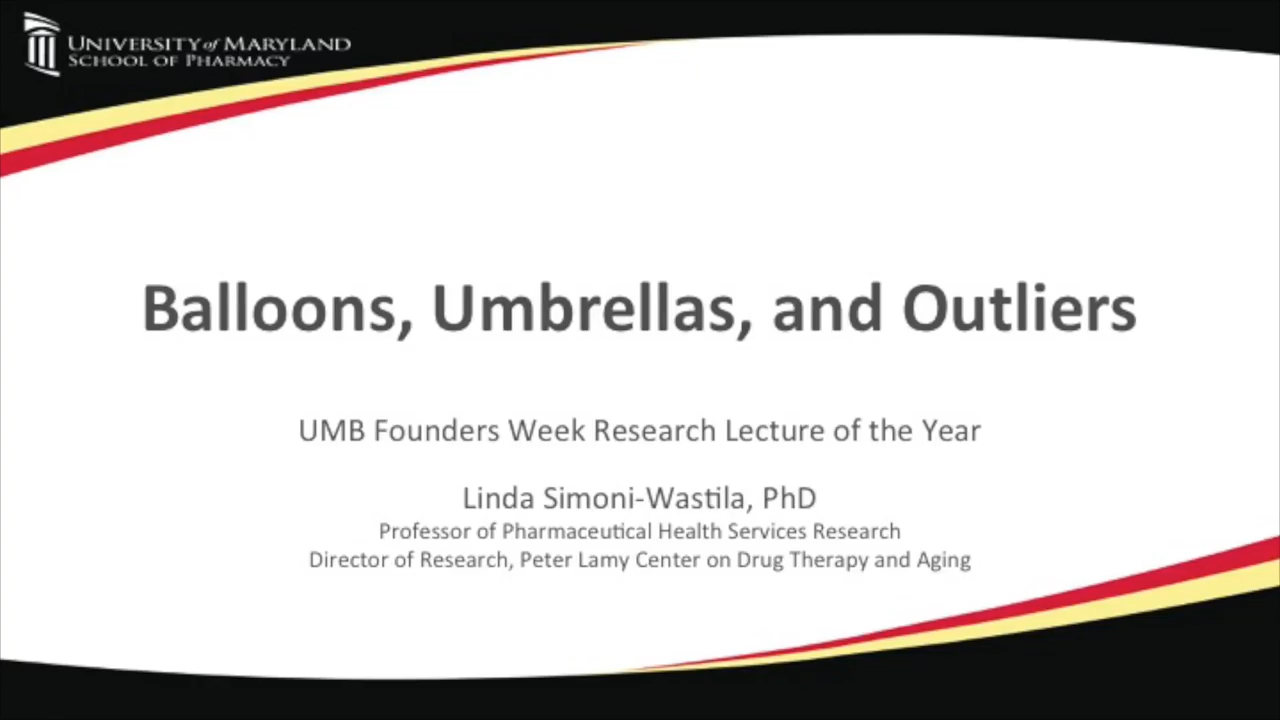 UNIVERSITY of MARYLAND
SCHOOL OF PHARMACY
Balloons, Umbrellas, and Outliers
UMB Founders Week Research Lecture of the Year
Linda Simoni-Wastila, PhD
Professor of Pharmaceutical Health Services Research
Director of Research, Peter Lamy Center on Drug Therapy and Aging